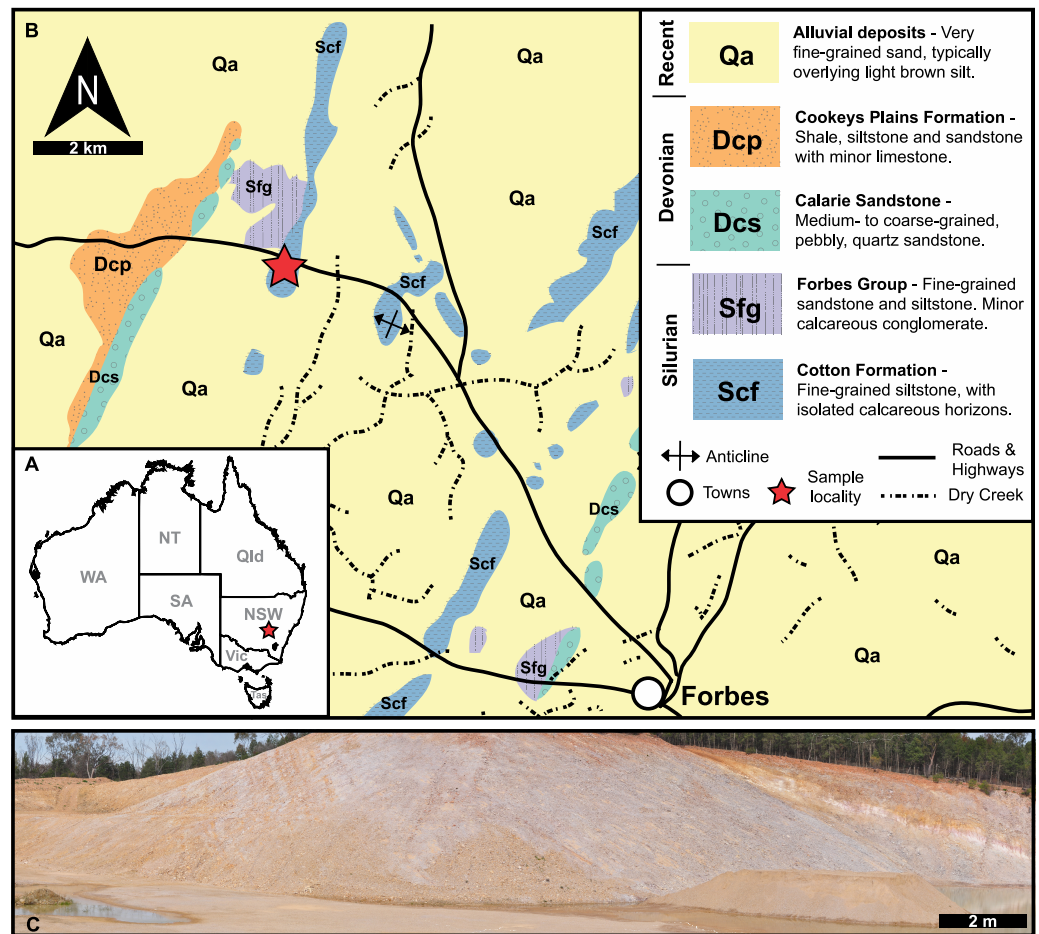 B
N
2 km
Qa
Scf
Qa
Qa
Sfg
Scf
Dcp
Scf
Qa
Dcs
Qa
Qa
Dcs
Scf
Qa
Sfg
Scf
Forbes
Qa
Qa
Recent
Qa
Alluvial deposits - Very
fine-grained sand, typically
overlying light brown silt.
Devonian
Dcp
Cookeys Plains Formation -
Shale, siltstone and sandstone
with minor limestone.
Dcs
Calarie Sandstone -
Medium- to coarse-grained,
pebbly, quartz sandstone.
Silurian
Sfg
Forbes Group - Fine-grained
sandstone and siltstone. Minor
calcareous conglomerate.
Scf
Cotton Formation -
Fine-grained siltstone, with
isolated calcareous horizons.
Anticline
Roads &
Highways
Towns
Sample
locality
Dry Creek
A
WA
NT
Qld
SA
NSW
Vic
Tas
C
2 m